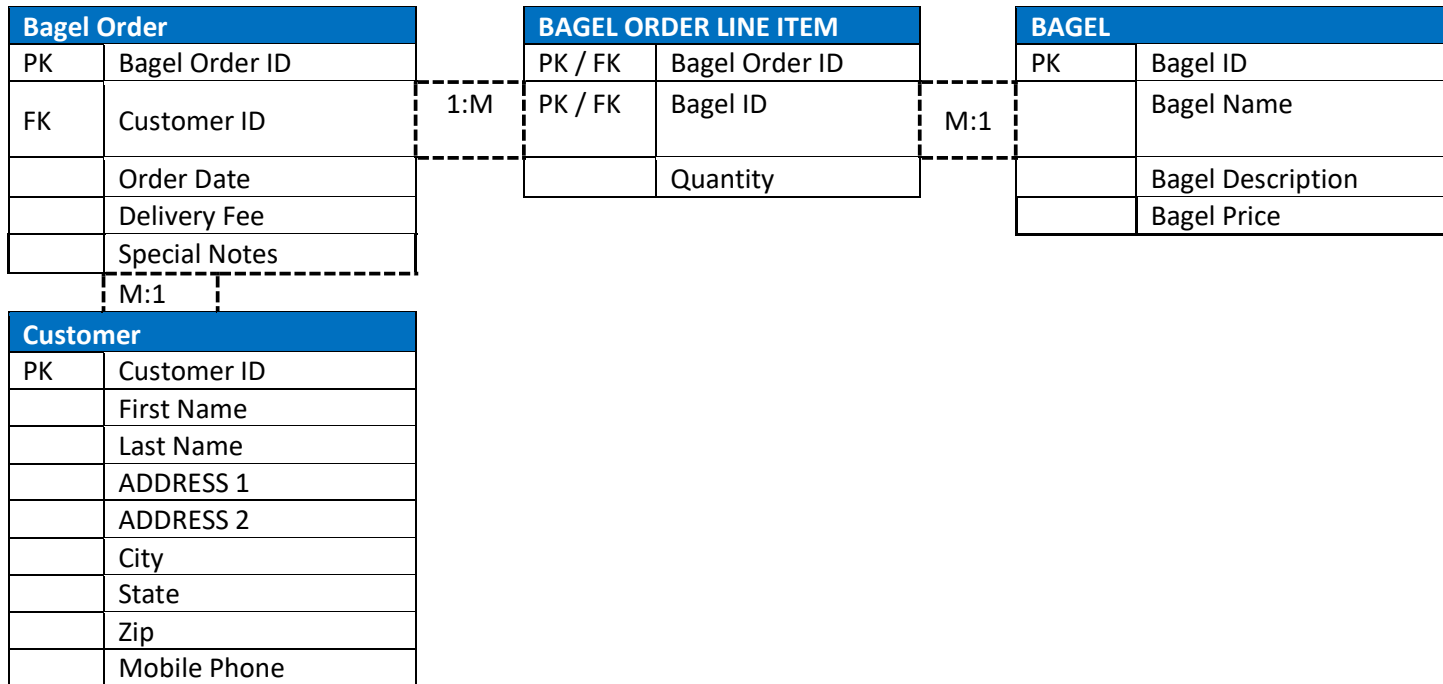 Bagel Order
PK Bagel Order ID
FK Customer ID
Order Date
Delivery Fee
Special Notes
1:M
BAGEL ORDER LINE ITEM
PK / FK Bagel Order ID
PK / FK Bagel ID
Quantity
M:1
BAGEL
PK Bagel ID
Bagel Name
Bagel Description
Bagel Price
M:1
Customer
PK Customer ID
First Name
Last Name
ADDRESS 1
ADDRESS 2
City
State
Zip
Mobile Phone